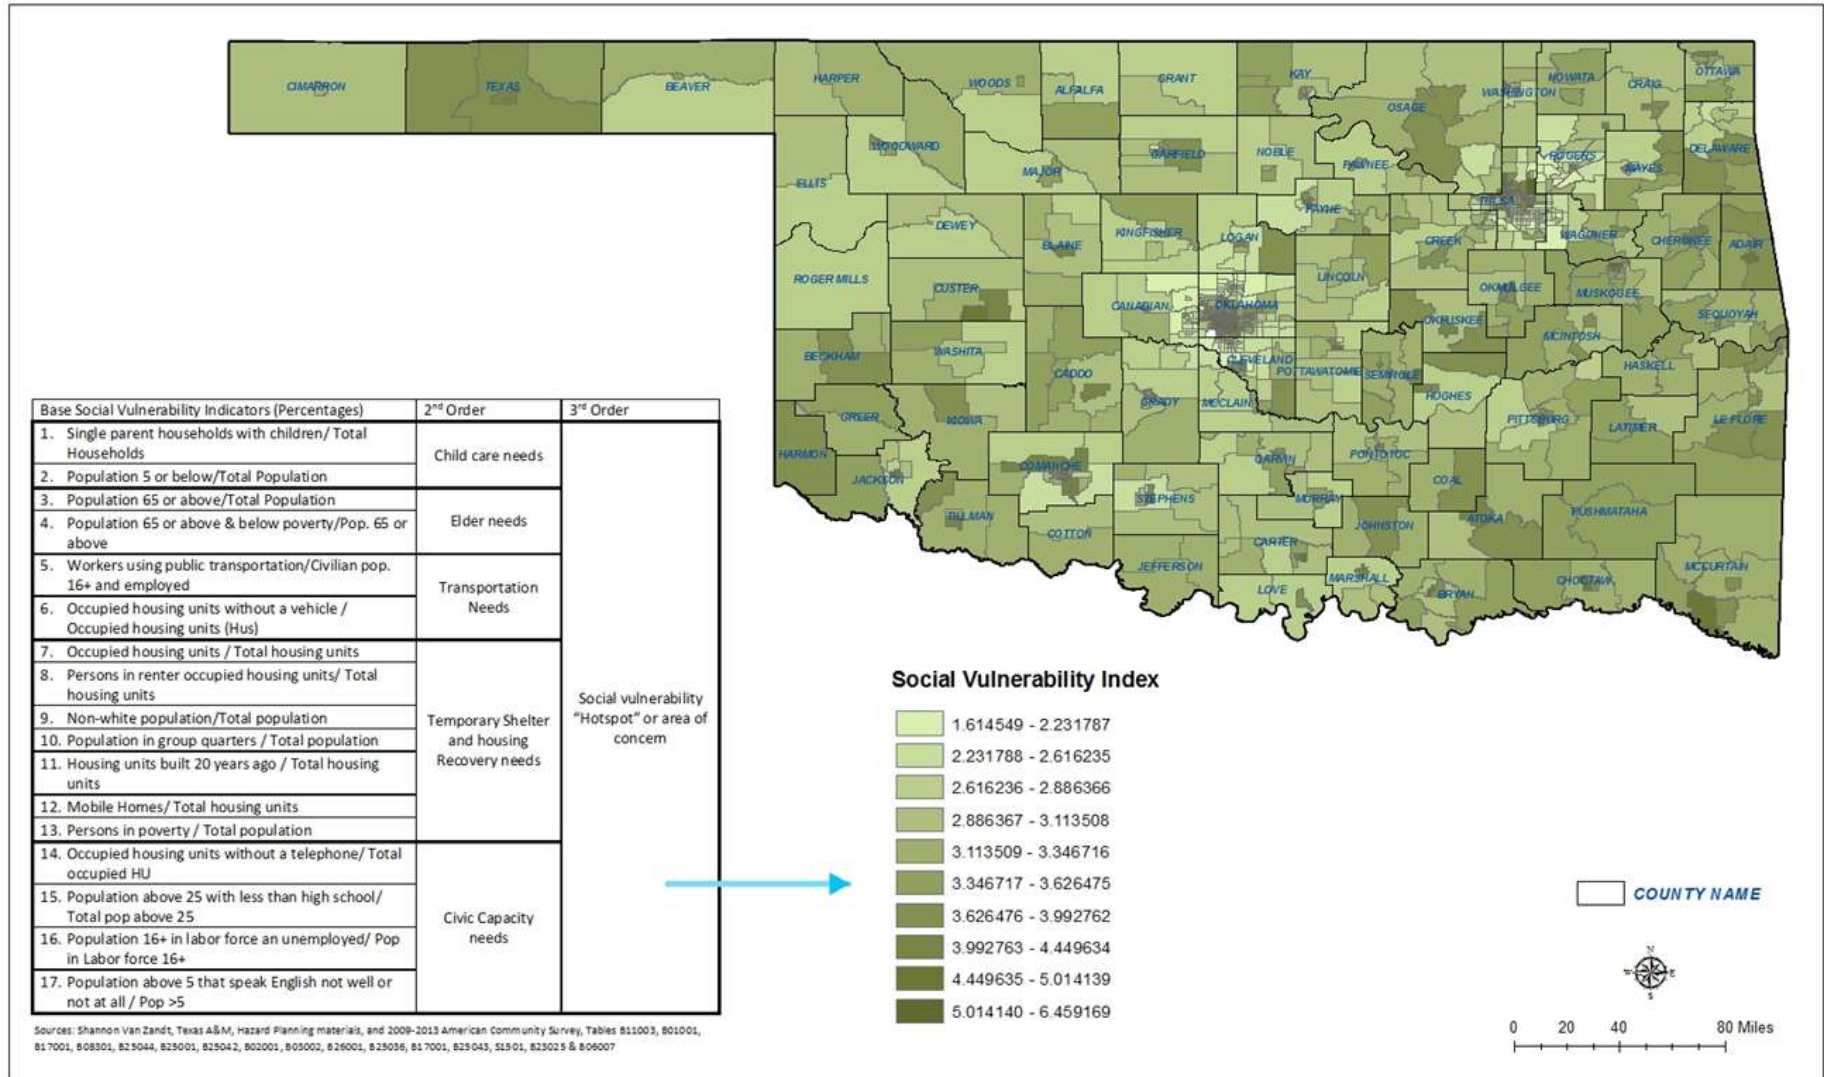 CIMARRON
TEXAS
BEAVER
HARPER
WOODS
ALFALFA
GRANT
KAY
OSAGE
WASHINGTON
NOWATA
CRAIG
OTTAWA
WOODWARD
GARFIELD
NOBLE
PAWNEE
ROGERS
MAYES
DELAWARE
ELLIS
MAJOR
PAYNE
TULSA
DEWEY
BLAINE
KINGFISHER
LOGAN
CREEK
WAGONER
CHEROKEE
ADAIR
ROGER MILLS
CUSTER
CANADIAN
OKLAHOMA
LINCOLN
OKMULGEE
MUSKOGEE
SEQUOYAH
BECKHAM
WASHITA
CADDO
CLEVELAND
POTTAWATOMIE
SEMINOLE
OKFUSKEE
MCINTOSH
HASKELL
GREER
KIOWA
GRADY
MCCLAIN
HUGHES
PITTSBURG
LATIMER
LE FLORE
HARMON
JACKSON
COMANCHE
STEPHENS
GARVIN
PONTOTOC
COAL
MURRAY
TILLMAN
COTTON
JOHNSTON
ATOKA
PUSHMATAHA
JEFFERSON
CARTER
LOVE
MARSHALL
BRYAN
CHOCTAW
MCCURTAIN
Base Social Vulnerability Indicators (Percentages)
2nd Order
3rd Order
1. Single parent households with children/ Total
Households
2. Population 5 or below/Total Population
Child care needs
3. Population 65 or above/Total Population
4. Population 65 or above & below poverty/Pop. 65 or
above
Elder needs
5. Workers using public transportation/Civilian pop.
16+ and employed
6. Occupied housing units without a vehicle /
Occupied housing units (Hus)
Transportation
Needs
7. Occupied housing units / Total housing units
8. Persons in renter occupied housing units/ Total
housing units
9. Non-white population/Total population
10. Population in group quarters / Total population
11. Housing units built 20 years ago / Total housing
units
12. Mobile Homes/ Total housing units
13. Persons in poverty / Total population
Temporary Shelter
and housing
Recovery needs
14. Occupied housing units without a telephone/ Total
occupied HU
15. Population above 25 with less than high school/
Total pop above 25
16. Population 16+ in labor force an unemployed/ Pop
in Labor force 16+
17. Population above 5 that speak English not well or
not at all / Pop >5
Civic Capacity
needs
Social vulnerability
"Hotspot" or area of
concern
Sources: Shannon Van Zandt, Texas A&M, Hazard Planning materials, and 2009-2013 American Community Survey, Tables B11003, B01001,
B17001, B08301, B25044, B25001, B25042, B02001, B03002, B26001, B25036, B17001, B25043, S1501, B23025 & B06007
Social Vulnerability Index
1.614549 - 2.231787
2.231788 - 2.616235
2.616236 - 2.886366
2.886367 - 3.113508
3.113509 - 3.346716
3.346717 - 3.626475
3.626476 - 3.992762
3.992763 - 4.449634
4.449635 - 5.014139
5.014140 - 6.459169
COUNTY NAME
N
W
E
S
0 20 40 80 Miles